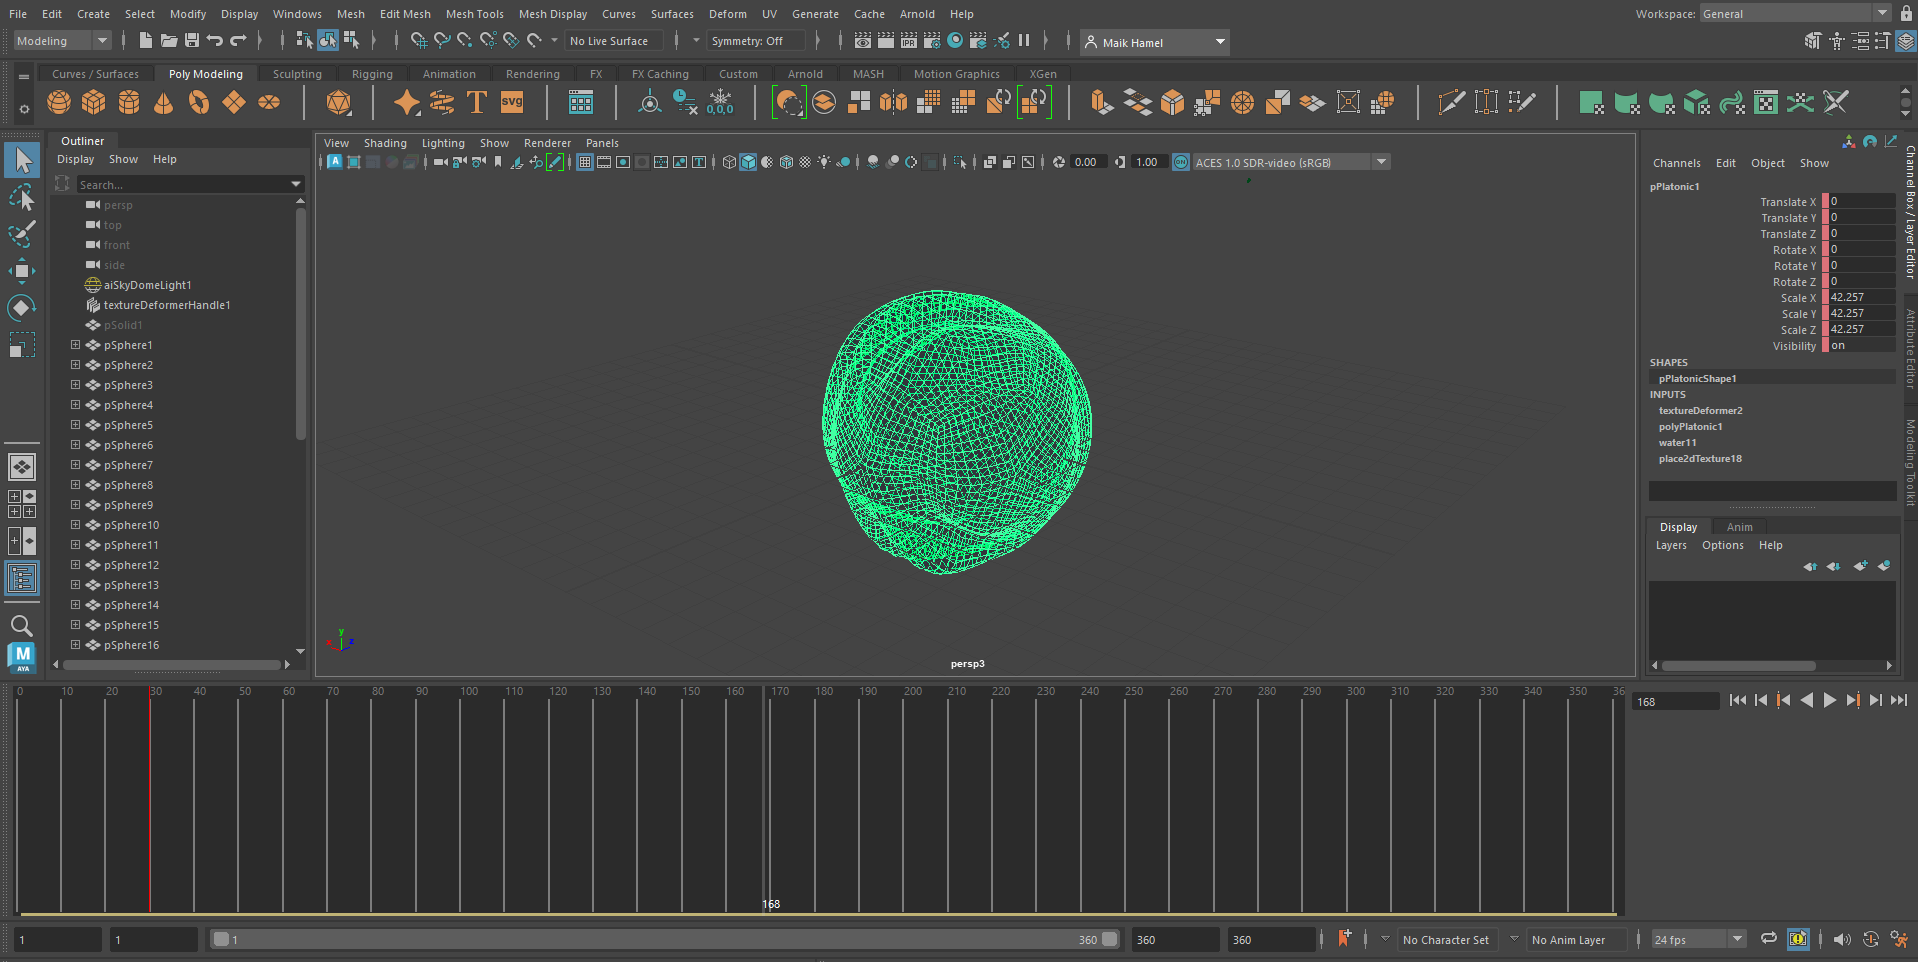 File Edit Create Select Modify Display Windows Mesh Edit Mesh Mesh Tools Mesh Display Curves Surfaces Deform UV Generate Cache Arnold Help
Workspace: General
Modeling
No Live Surface
Symmetry: Off
Maik Hamel
Curves / Surfaces Poly Modeling Sculpting Rigging Animation Rendering FX FX Caching Custom Arnold MASH Motion Graphics XGen
T SVG 0,0,0
Outliner
Display Show Help
Search...
persp
top
front
side
aiSkyDomeLight1
textureDeformerHandle1
pSolid1
pSphere1
pSphere2
pSphere3
pSphere4
pSphere5
pSphere6
pSphere7
pSphere8
pSphere9
pSphere10
pSphere11
pSphere12
pSphere13
pSphere14
pSphere15
pSphere16
M
AYA
View Shading Lighting Show Renderer Panels
0.00
1.00
ON
ACES 1.0 SDR-video (sRGB)
y
x
z
persp3
Channels Edit Object Show
pPlatonic1
Translate X 0
Translate Y 0
Translate Z 0
Rotate X 0
Rotate Y 0
Rotate Z 0
Scale X 42.257
Scale Y 42.257
Scale Z 42.257
Visibility on
SHAPES
pPlatonicShape1
INPUTS
textureDeformer2
polyPlatonic1
water11
place2dTexture18
Display Anim
Layers Options Help
Channel Box / Layer Editor
Attribute Editor
Modeling Toolkit
0 10 20 30 40 50 60 70 80 90 100 110 120 130 140 150 160 170 180 190 200 210 220 230 240 250 260 270 280 290 300 310 320 330 340 350 36
168
168
1
1
1
360
360
360
No Character Set
No Anim Layer
24 fps